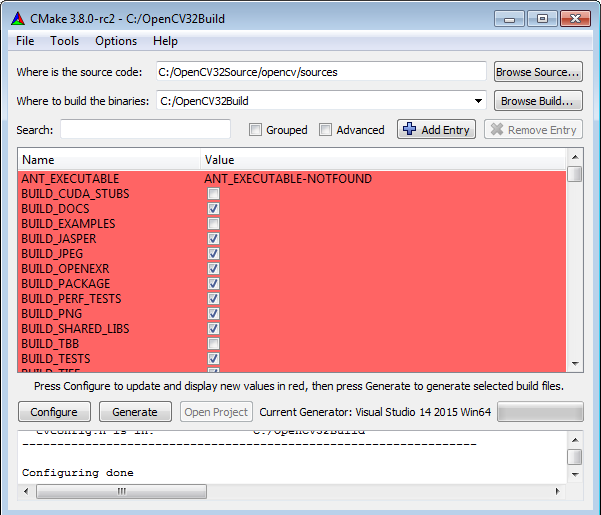 CMake 3.8.0-rc2 - C:/OpenCV32Build
File Tools Options Help
Where is the source code: C:/OpenCV32Source/opencv/sources Browse Source...
Where to build the binaries: C:/OpenCV32Build Browse Build...
Search: Grouped Advanced Add Entry Remove Entry
Name Value
ANT_EXECUTABLE ANT_EXECUTABLE-NOTFOUND
BUILD_CUDA_STUBS
BUILD_DOCS
BUILD_EXAMPLES
BUILD_JASPER
BUILD_JPEG
BUILD_OPENEXR
BUILD_PACKAGE
BUILD_PERF_TESTS
BUILD_PNG
BUILD_SHARED_LIBS
BUILD_TBB
BUILD_TESTS
Press Configure to update and display new values in red, then press Generate to generate selected build files.
Configure Generate Open Project Current Generator: Visual Studio 14 2015 Win64
cvconfig.h is in: C:/OpenCV32Build
-----------------------------------------------------------------
Configuring done